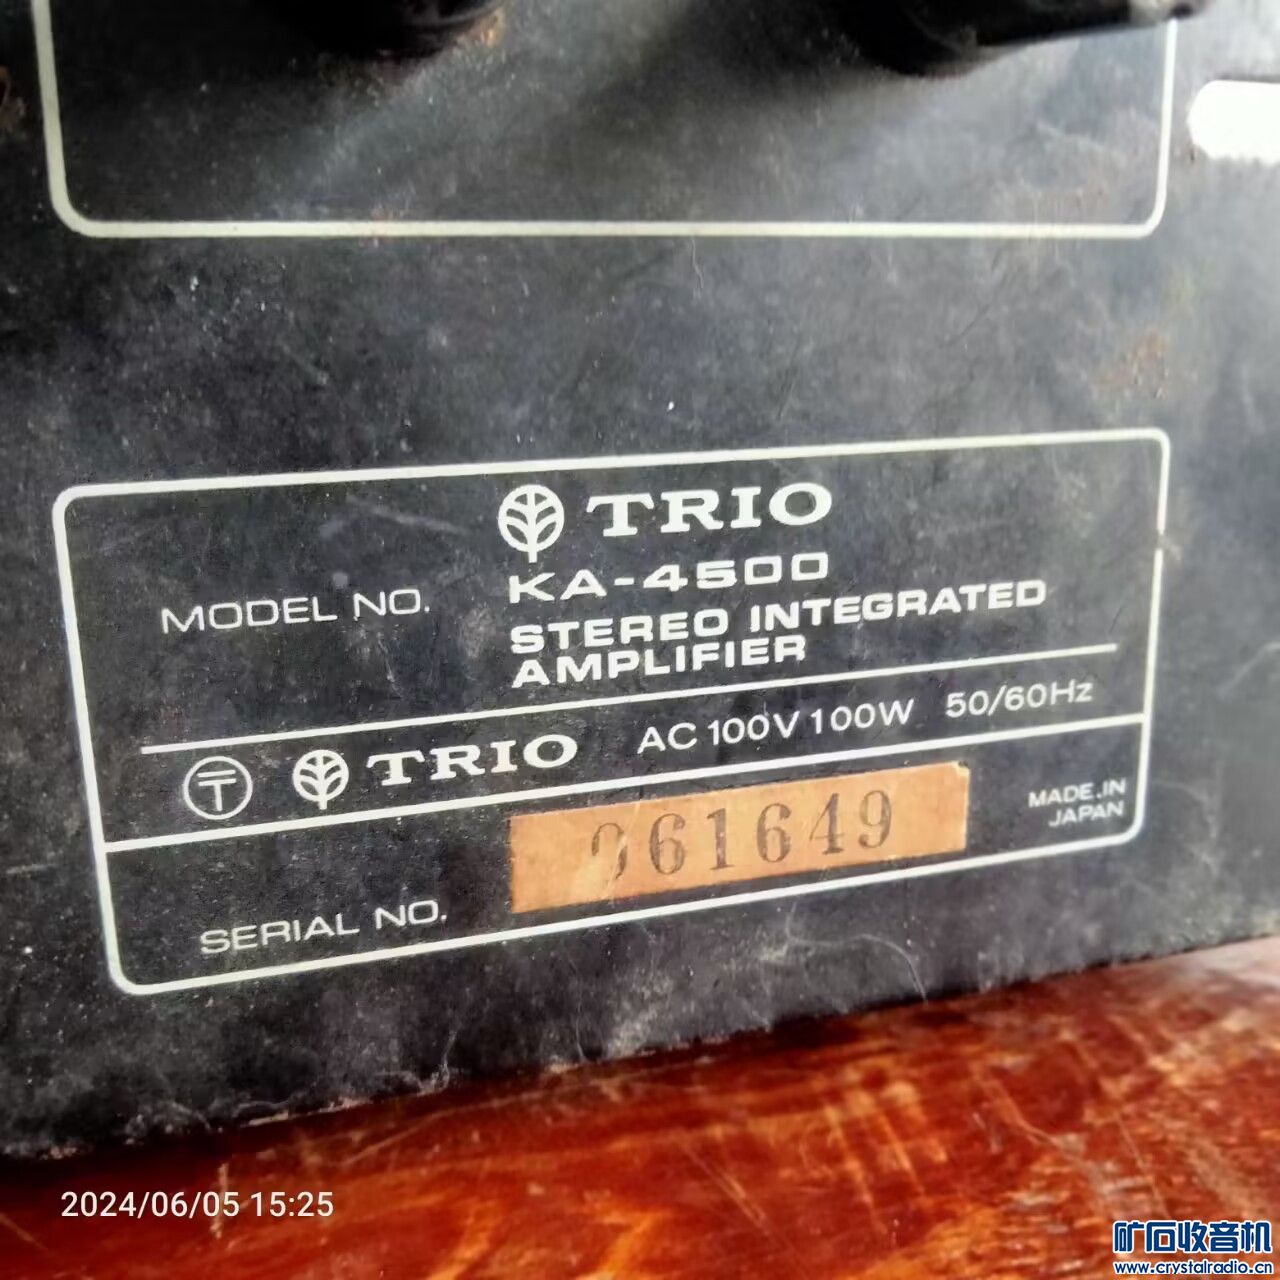 TRIO
MODEL NO. KA-4500
STEREO INTEGRATED
AMPLIFIER
〒 TRIO AC 100V 100W 50/60Hz
SERIAL NO. 061649
MADE IN
JAPAN
2024/06/05 15:25
矿石收音机
www.crystalradio.cn